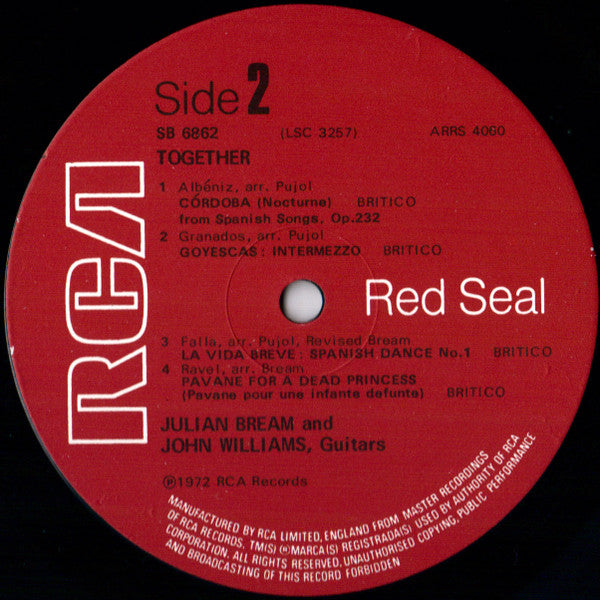 Side 2
SB 6862 (LSC 3257) ARRS 4060
TOGETHER
1 Albéniz, arr. Pujol
CÓRDOBA (Nocturne) BRITICO
from Spanish Songs, Op.232
2 Granados, arr. Pujol
GOYESCAS: INTERMEZZO BRITICO
RCA
Red Seal
3 Falla, arr. Pujol, Revised Bream
LA VIDA BREVE: SPANISH DANCE No.1 BRITICO
4 Ravel, arr. Bream
PAVANE FOR A DEAD PRINCESS
(Pavane pour une infante defunte) BRITICO
JULIAN BREAM and
JOHN WILLIAMS, Guitars
Ⓟ1972 RCA Records
MANUFACTURED BY RCA LIMITED, ENGLAND FROM MASTER RECORDINGS
OF RCA RECORDS. TM(S) ® MARCA(S) REGISTRADA(S) USED BY AUTHORITY OF RCA
CORPORATION. ALL RIGHTS RESERVED. UNAUTHORISED COPYING, PUBLIC PERFORMANCE
AND BROADCASTING OF THIS RECORD FORBIDDEN